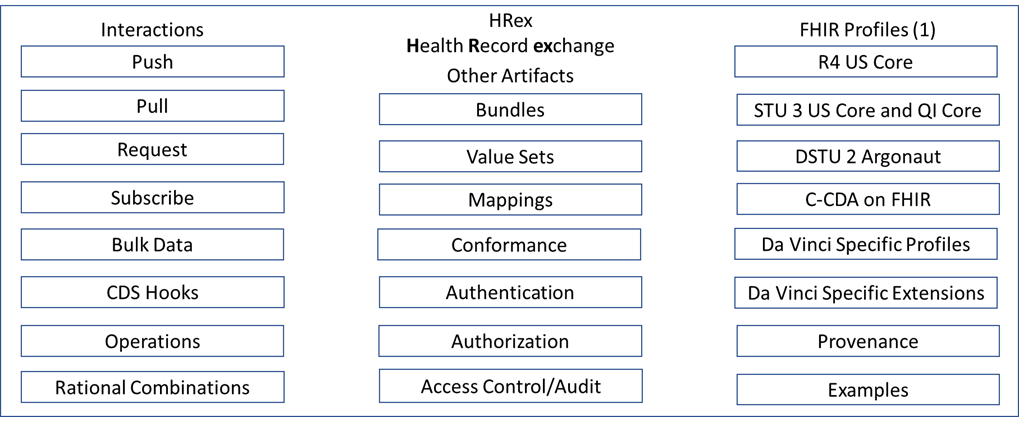 HRex
Health Record exchange
Interactions
Push
Pull
Request
Subscribe
Bulk Data
CDS Hooks
Operations
Rational Combinations
Other Artifacts
Bundles
Value Sets
Mappings
Conformance
Authentication
Authorization
Access Control/Audit
FHIR Profiles (1)
R4 US Core
STU 3 US Core and QI Core
DSTU 2 Argonaut
C-CDA on FHIR
Da Vinci Specific Profiles
Da Vinci Specific Extensions
Provenance
Examples